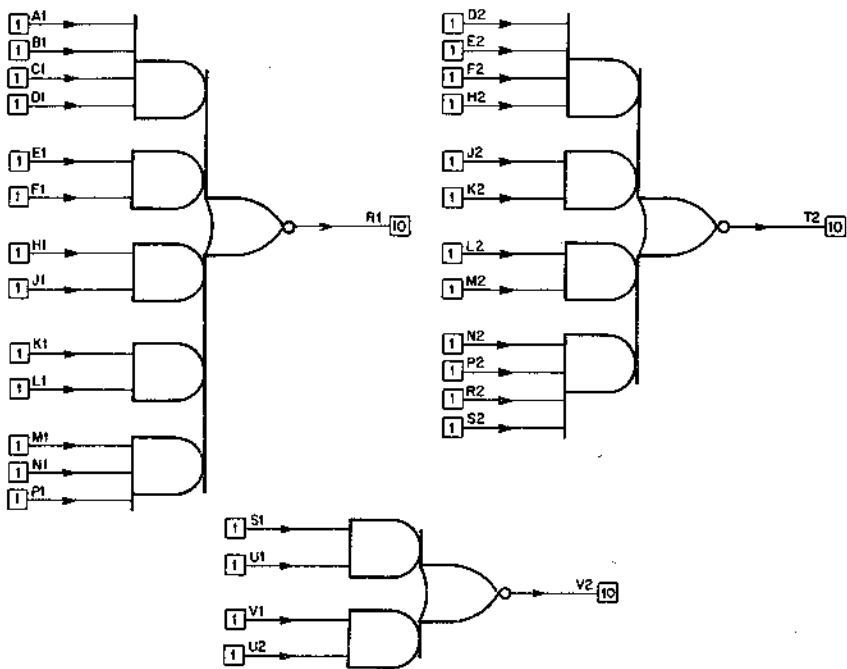 1 A1
1 B1
1 C1
1 D1
1 E1
1 F1
1 H1
1 J1
1 K1
1 L1
1 M1
1 N1
1 P1
R1 10
1 D2
1 E2
1 F2
1 H2
1 J2
1 K2
1 L2
1 M2
1 N2
1 P2
1 R2
1 S2
T2 10
1 S1
1 U1
1 V1
1 U2
V2 10